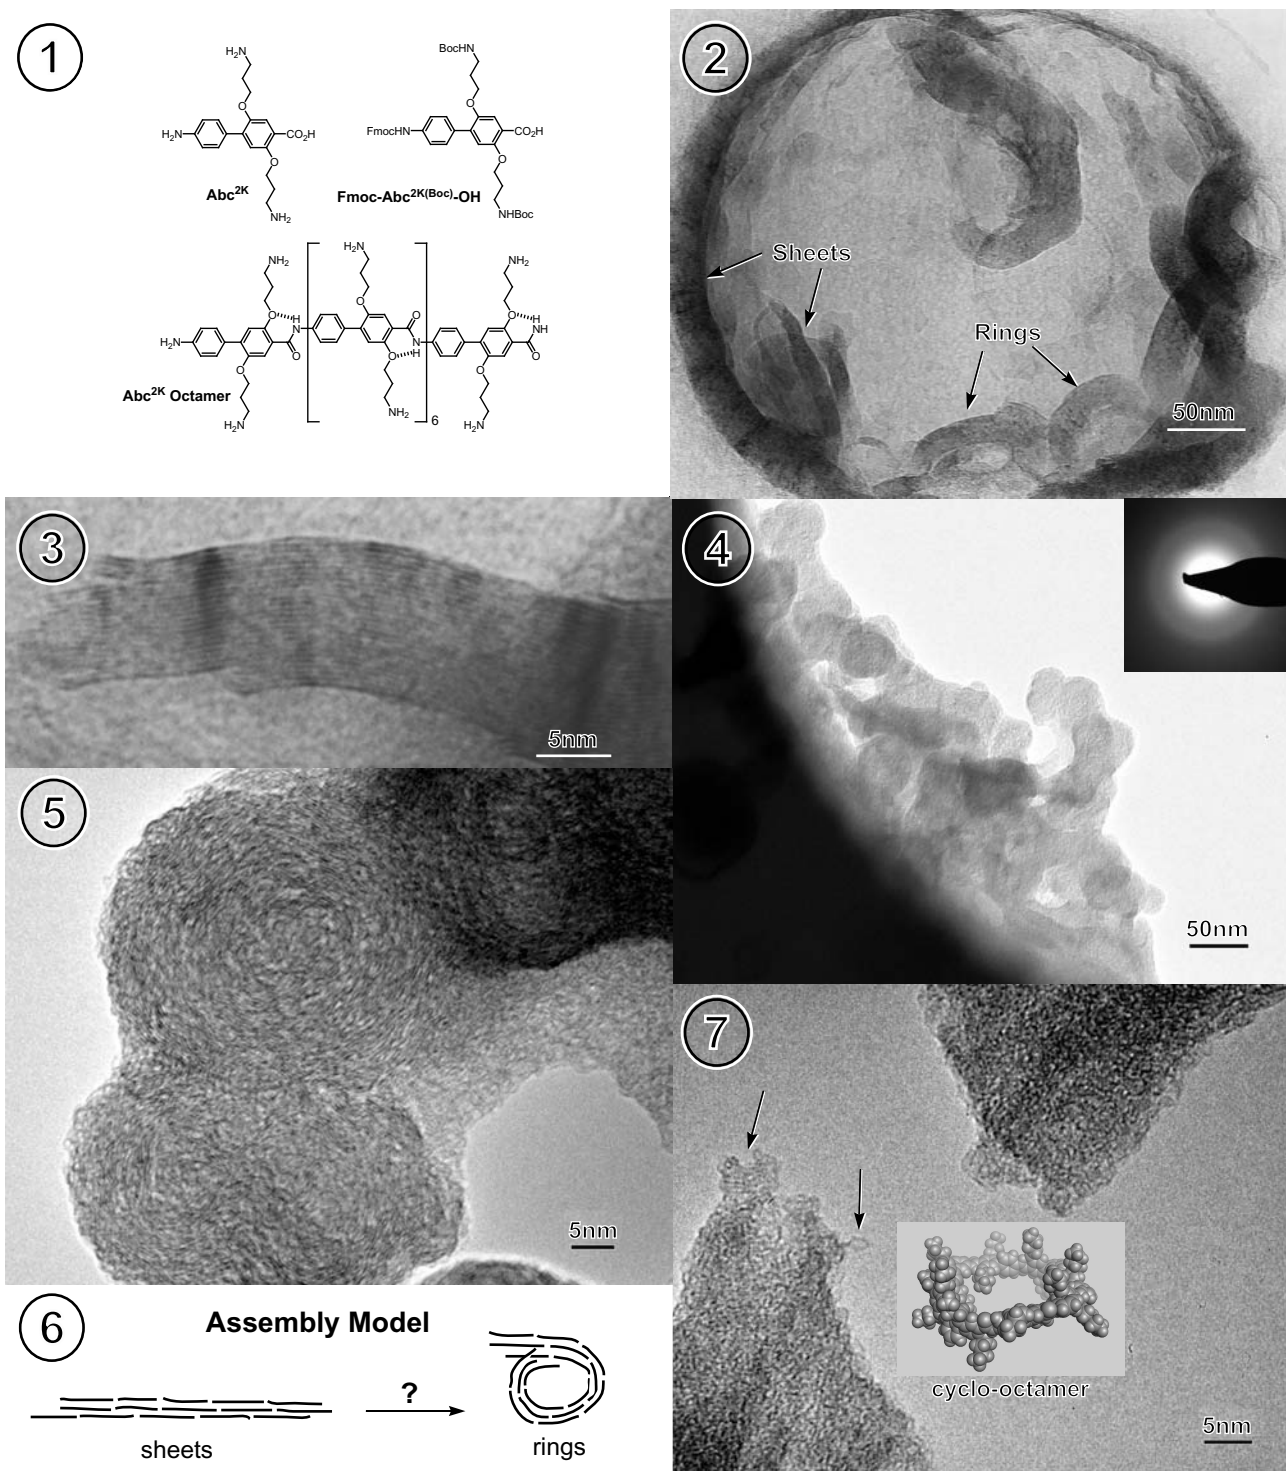 1
H₂N
O
H₂N
CO₂H
O
NH₂
Abc²ᴷ
BocHN
O
FmocHN
CO₂H
O
NHBoc
Fmoc-Abc²ᴷ⁽ᴮᵒᶜ⁾-OH
NH₂
O
H
N
H₂N
O
O
H₂N
H₂N
O
O
N
O
H
NH₂
6
NH₂
O
H
NH
O
O
H₂N
Abc²ᴷ Octamer
2
Sheets
Rings
50nm
3
5nm
4
50nm
5
5nm
6
Assembly Model
?
sheets
rings
7
cyclo-octamer
5nm